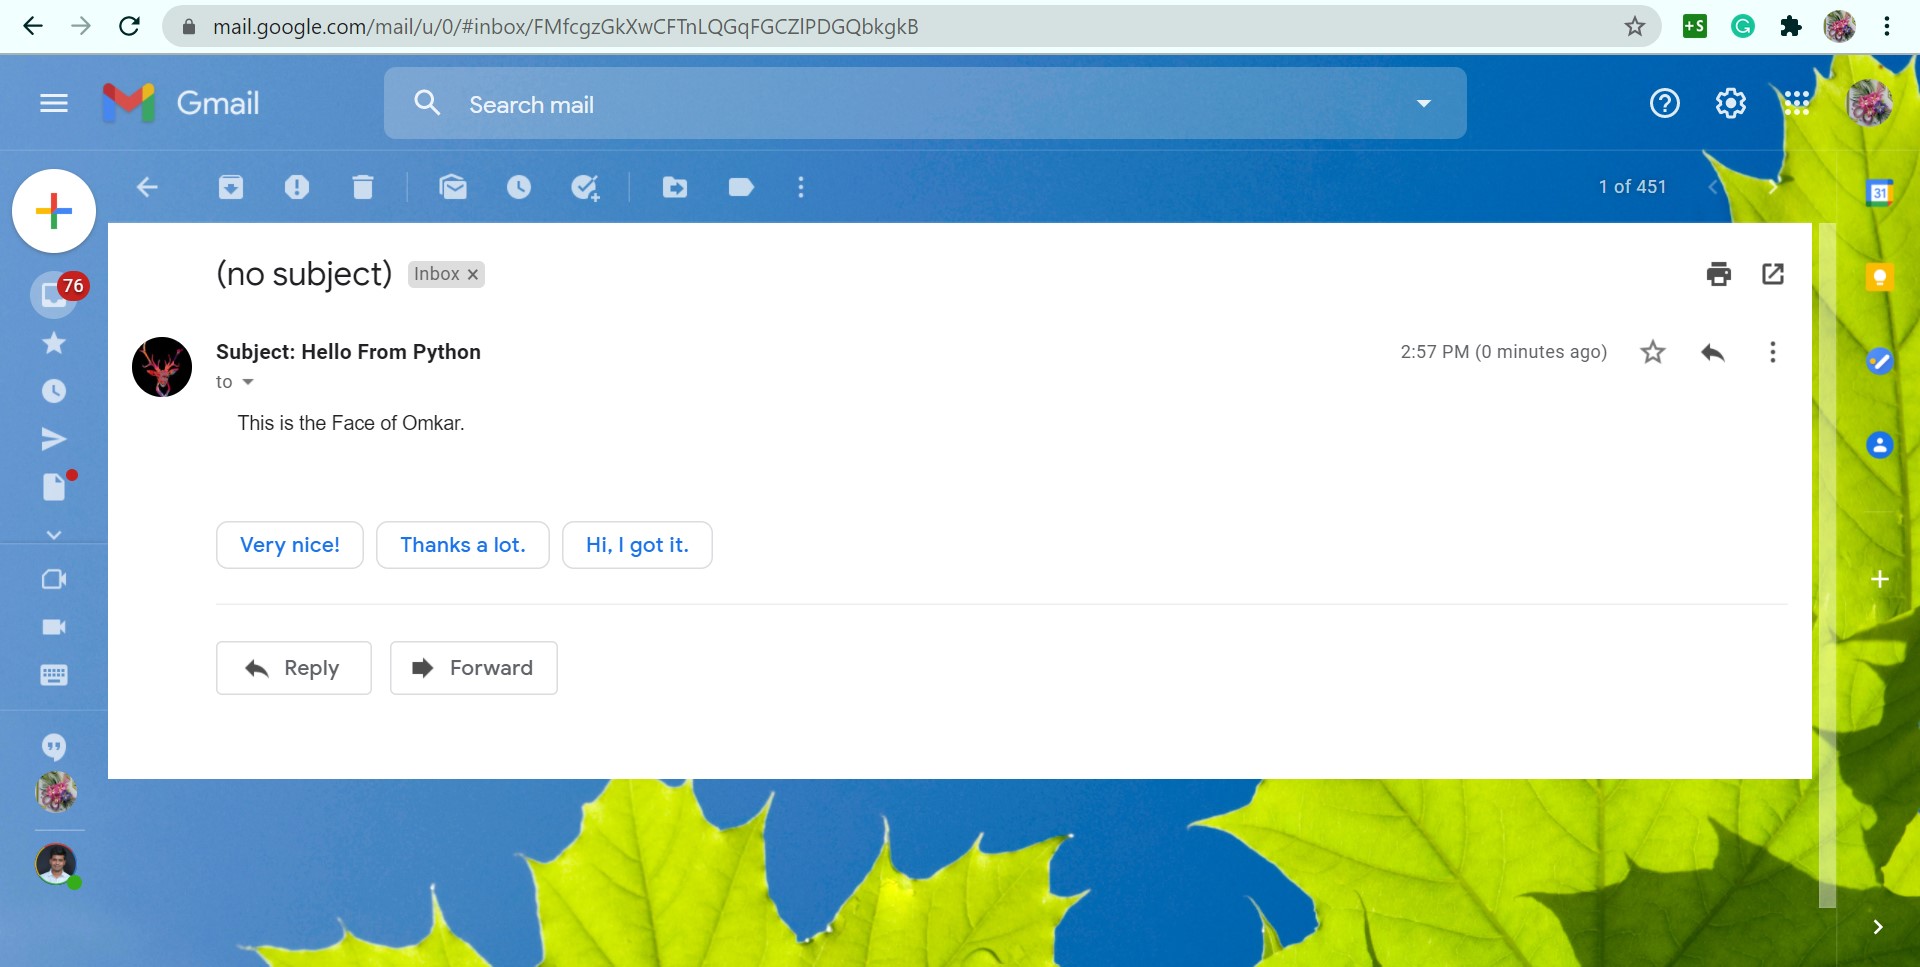 mail.google.com/mail/u/0/#inbox/FMfcgzGkXwCFTnLQGqFGCZlPDGQbkgkB
+S
G
Gmail
Search mail
1 of 451
31
(no subject)
Inbox ×
76
Subject: Hello From Python
2:57 PM (0 minutes ago)
to
This is the Face of Omkar.
Very nice!
Thanks a lot.
Hi, I got it.
Reply
Forward